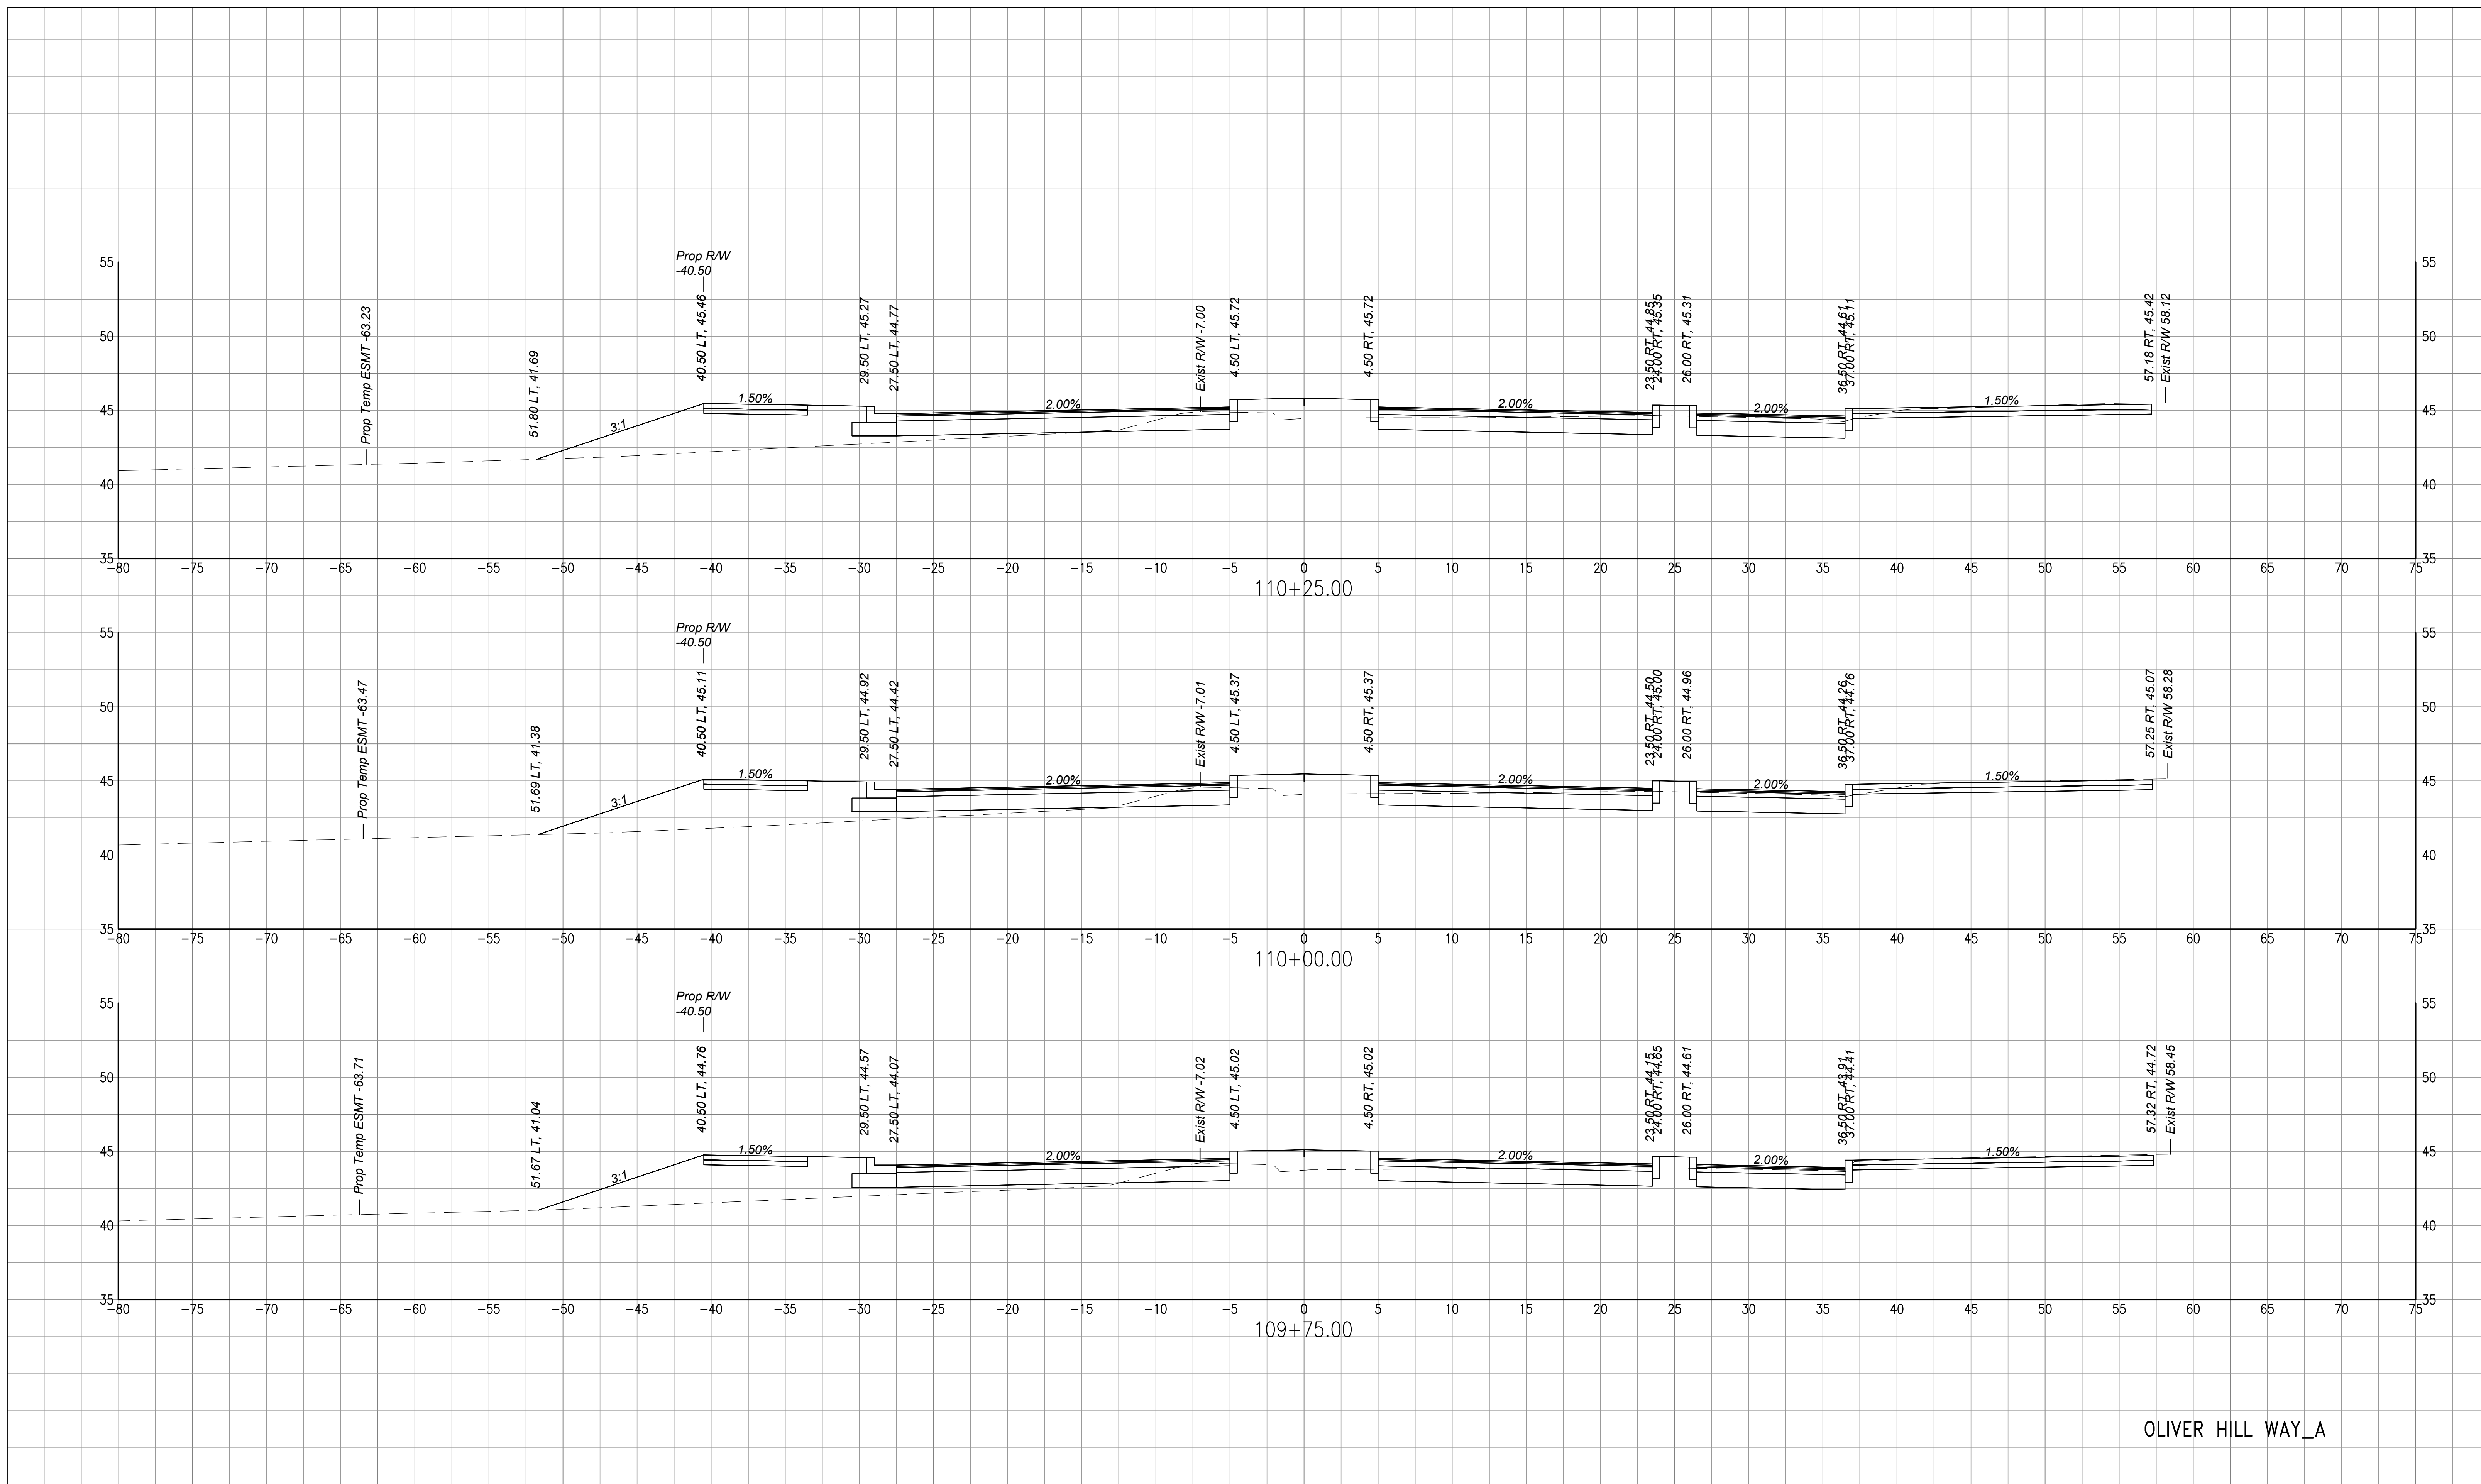 Prop R/W
-40.50
Prop Temp ESMT -63.23
51.80 LT, 41.69
40.50 LT, 45.46
29.50 LT, 45.27
27.50 LT, 44.77
Exist R/W -7.00
4.50 LT, 45.72
4.50 RT, 45.72
23.50 RT, 44.85
24.00 RT, 45.35
26.00 RT, 45.31
36.50 RT, 44.61
37.00 RT, 45.11
57.18 RT, 45.42
Exist R/W 58.12
3:1 1.50% 2.00% 2.00% 2.00% 1.50%
55 55
50 50
45 45
40 40
35 35
-80 -75 -70 -65 -60 -55 -50 -45 -40 -35 -30 -25 -20 -15 -10 -5 0 5 10 15 20 25 30 35 40 45 50 55 60 65 70 75
110+25.00
Prop R/W
-40.50
Prop Temp ESMT -63.47
51.69 LT, 41.38
40.50 LT, 45.11
29.50 LT, 44.92
27.50 LT, 44.42
Exist R/W -7.01
4.50 LT, 45.37
4.50 RT, 45.37
23.50 RT, 44.50
24.00 RT, 45.00
26.00 RT, 44.96
36.50 RT, 44.26
37.00 RT, 44.76
57.25 RT, 45.07
Exist R/W 58.28
3:1 1.50% 2.00% 2.00% 2.00% 1.50%
55 55
50 50
45 45
40 40
35 35
-80 -75 -70 -65 -60 -55 -50 -45 -40 -35 -30 -25 -20 -15 -10 -5 0 5 10 15 20 25 30 35 40 45 50 55 60 65 70 75
110+00.00
Prop R/W
-40.50
Prop Temp ESMT -63.71
51.67 LT, 41.04
40.50 LT, 44.76
29.50 LT, 44.57
27.50 LT, 44.07
Exist R/W -7.02
4.50 LT, 45.02
4.50 RT, 45.02
23.50 RT, 44.15
24.00 RT, 44.65
26.00 RT, 44.61
36.50 RT, 43.91
37.00 RT, 44.41
57.32 RT, 44.72
Exist R/W 58.45
3:1 1.50% 2.00% 2.00% 2.00% 1.50%
55 55
50 50
45 45
40 40
35 35
-80 -75 -70 -65 -60 -55 -50 -45 -40 -35 -30 -25 -20 -15 -10 -5 0 5 10 15 20 25 30 35 40 45 50 55 60 65 70 75
109+75.00
OLIVER HILL WAY_A